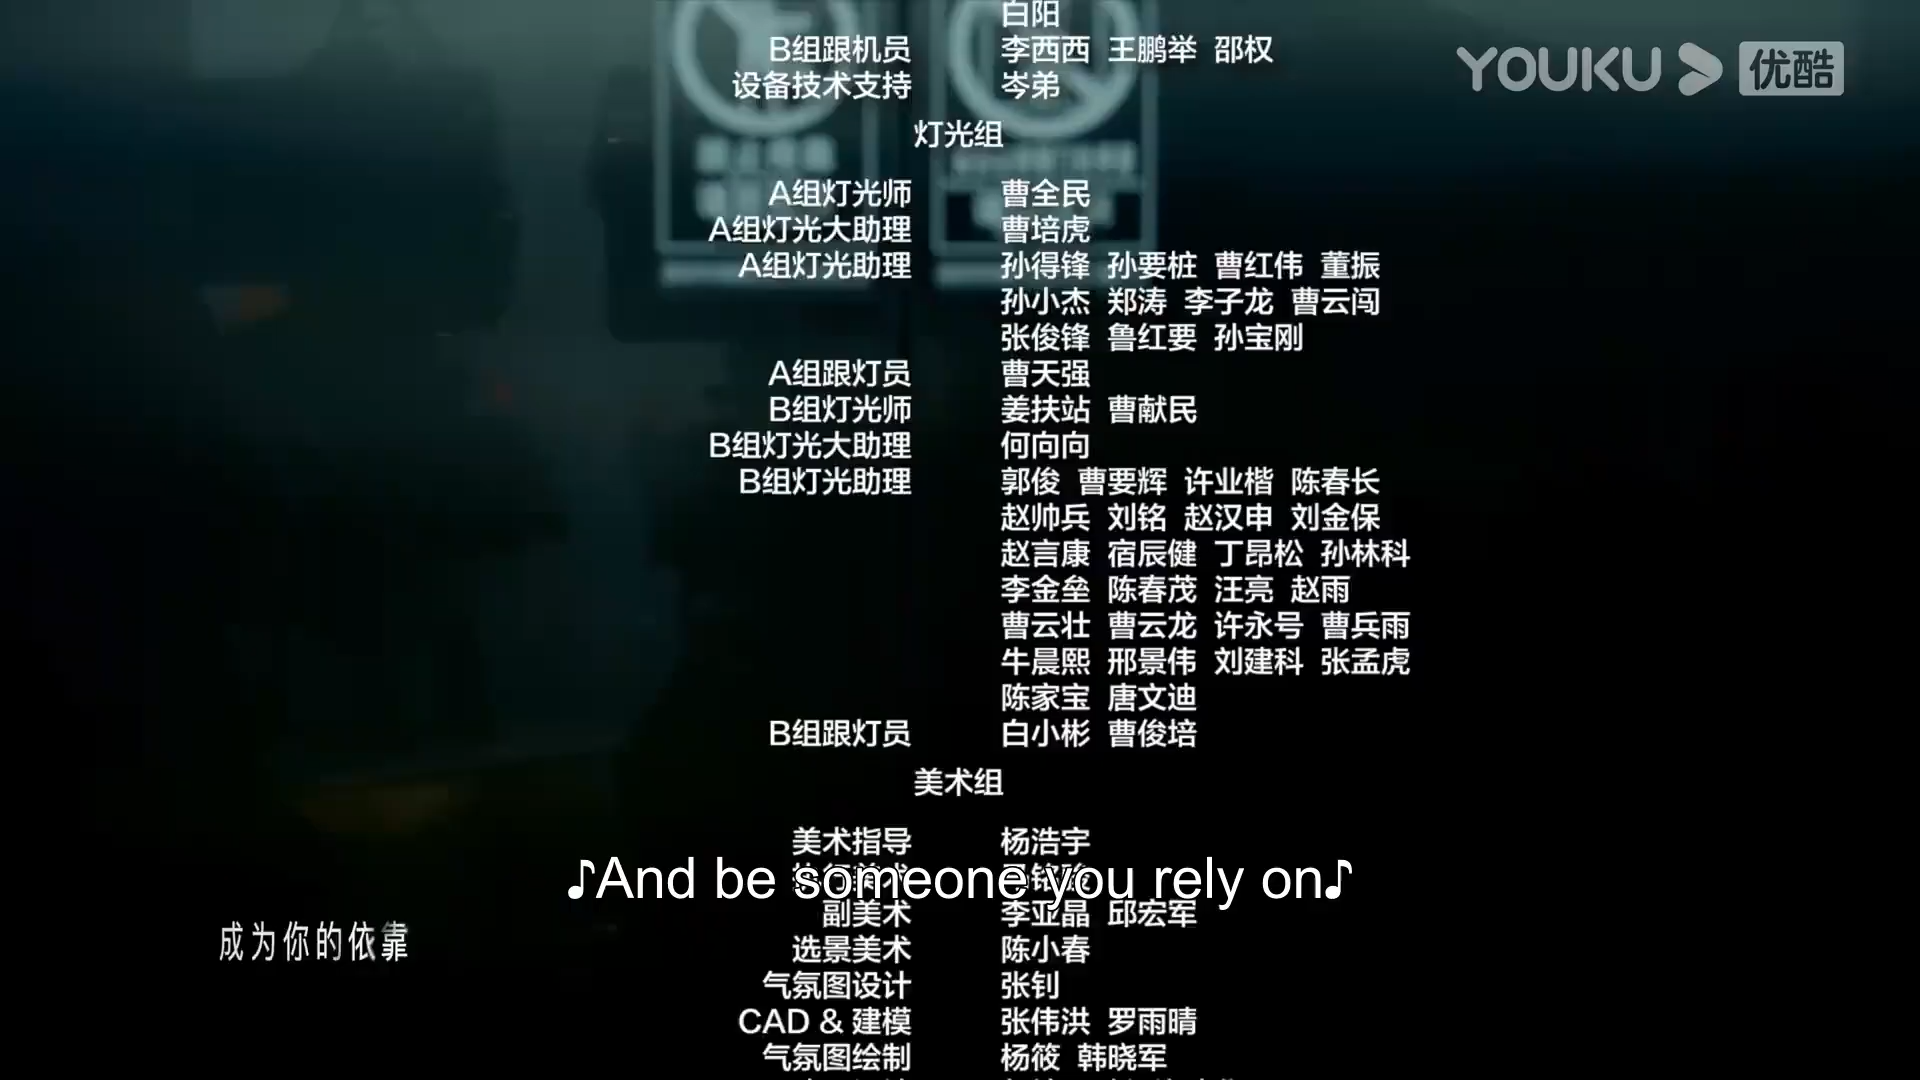 白阳
B组跟机员 李西西 王鹏举 邵权
YOUKU 优酷
设备技术支持 岑弟
灯光组
A组灯光师 曹全民
A组灯光大助理 曹培虎
A组灯光助理 孙得锋 孙要桩 曹红伟 董振
孙小杰 郑涛 李子龙 曹云闯
张俊锋 鲁红要 孙宝刚
A组跟灯员 曹天强
B组灯光师 姜扶站 曹献民
B组灯光大助理 何向向
B组灯光助理 郭俊 曹要辉 许业楷 陈春长
赵帅兵 刘铭 赵汉申 刘金保
赵言康 宿辰健 丁昂松 孙林科
李金垒 陈春茂 汪亮 赵雨
曹云壮 曹云龙 许永号 曹兵雨
牛晨熙 邢景伟 刘建科 张孟虎
陈家宝 唐文迪
B组跟灯员 白小彬 曹俊培
美术组
美术指导 杨浩宇
♪And be someone you rely on♪
副美术 李亚晶 邱宏军
成为你的依靠
选景美术 陈小春
气氛图设计 张钊
CAD & 建模 张伟洪 罗雨晴
气氛图绘制 杨筱 韩晓军